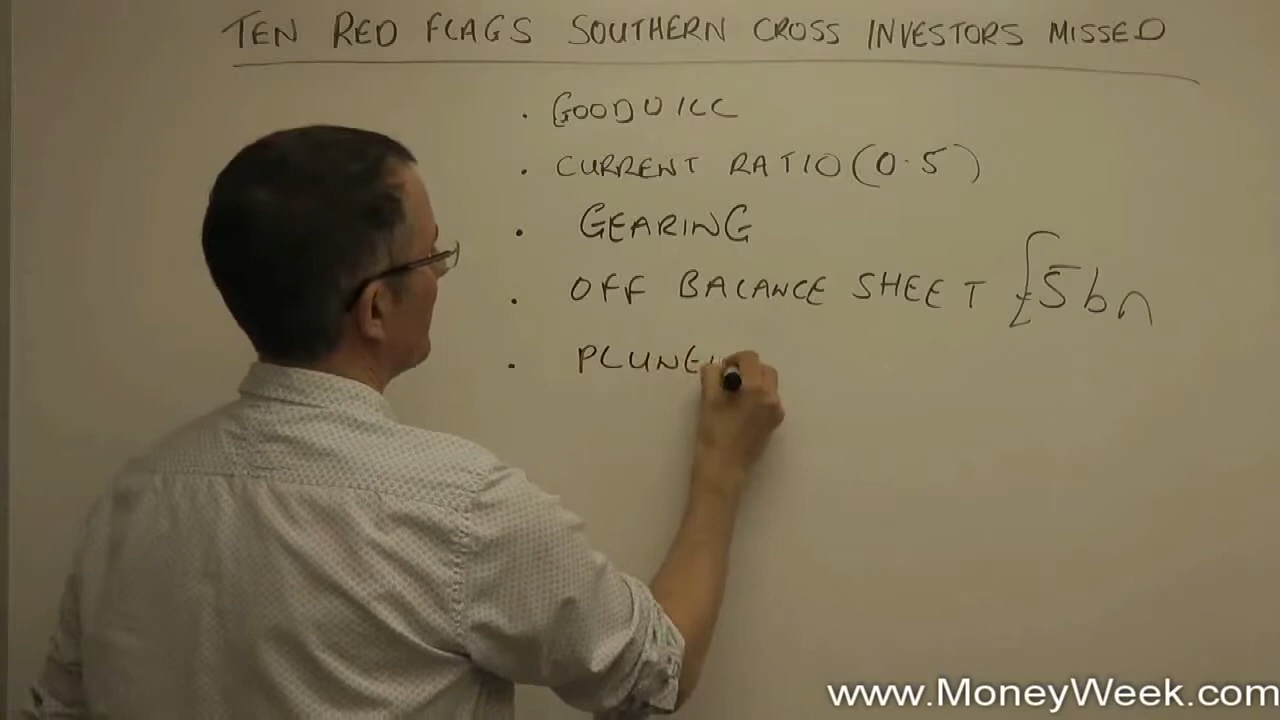 TEN RED FLAGS SOUTHERN CROSS INVESTORS MISSED
. GOODWILL
. CURRENT RATIO (0.5)
. GEARING
. OFF BALANCE SHEET £5bn
.
www.MoneyWeek.com